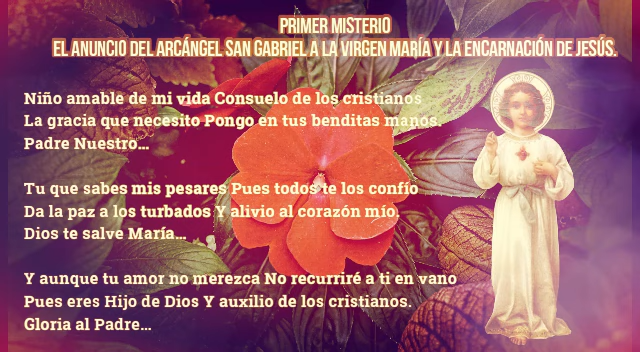 PRIMER MISTERIO
EL ANUNCIO DEL ARCÁNGEL SAN GABRIEL A LA VIRGEN MARÍA Y LA ENCARNACIÓN DE JESÚS.
Niño amable de mi vida Consuelo de los cristianos
La gracia que necesito Pongo en tus benditas manos.
Padre Nuestro...
Tu que sabes mis pesares Pues todos te los confío
Da la paz a los turbados Y alivio al corazón mío.
Dios te salve María...
Y aunque tu amor no merezca No recurriré a ti en vano
Pues eres Hijo de Dios Y auxilio de los cristianos.
Gloria al Padre...